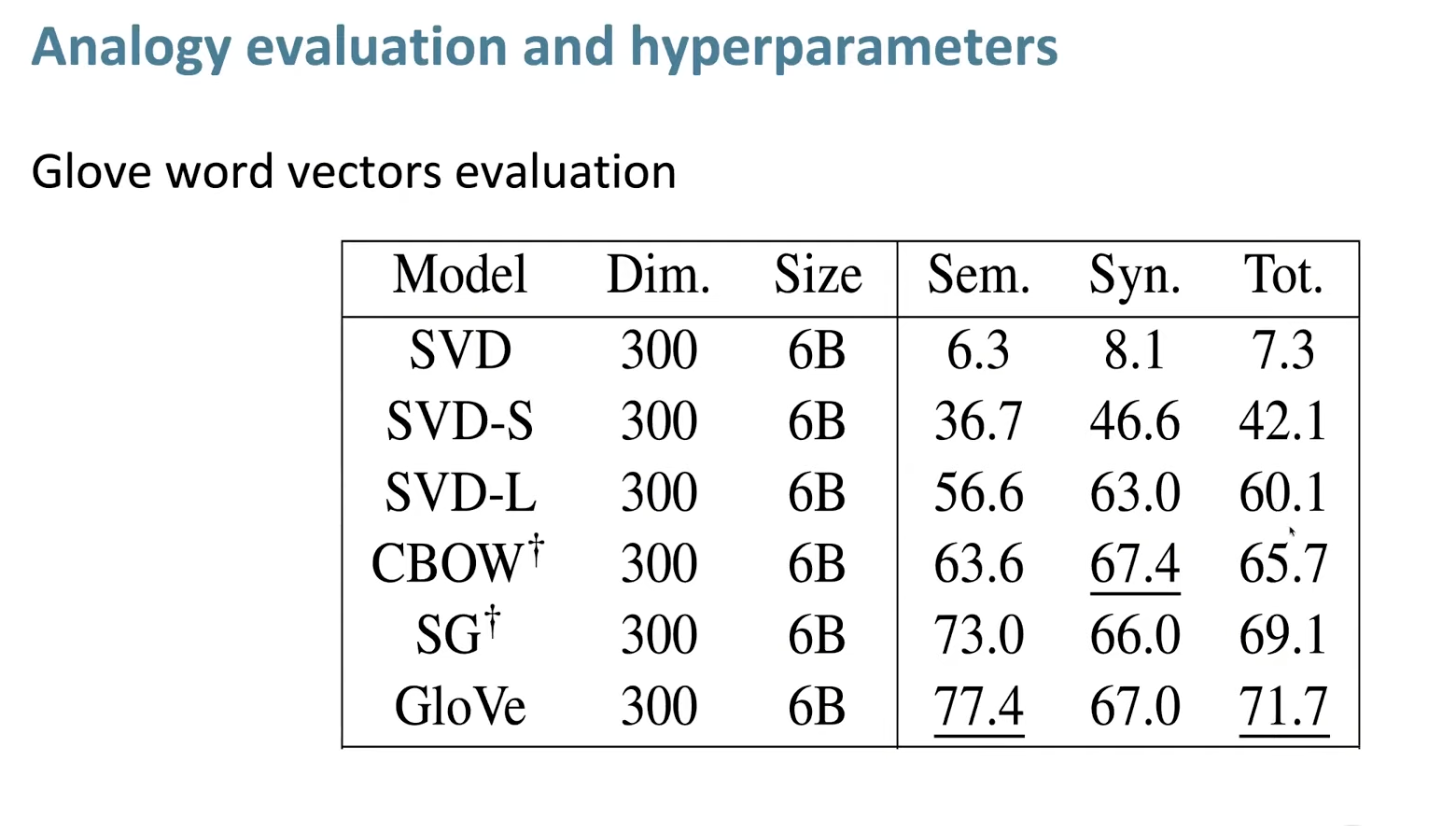 Analogy evaluation and hyperparameters
Glove word vectors evaluation
Model Dim. Size Sem. Syn. Tot.
SVD 300 6B 6.3 8.1 7.3
SVD-S 300 6B 36.7 46.6 42.1
SVD-L 300 6B 56.6 63.0 60.1
CBOW† 300 6B 63.6 67.4 65.7
SG† 300 6B 73.0 66.0 69.1
GloVe 300 6B 77.4 67.0 71.7